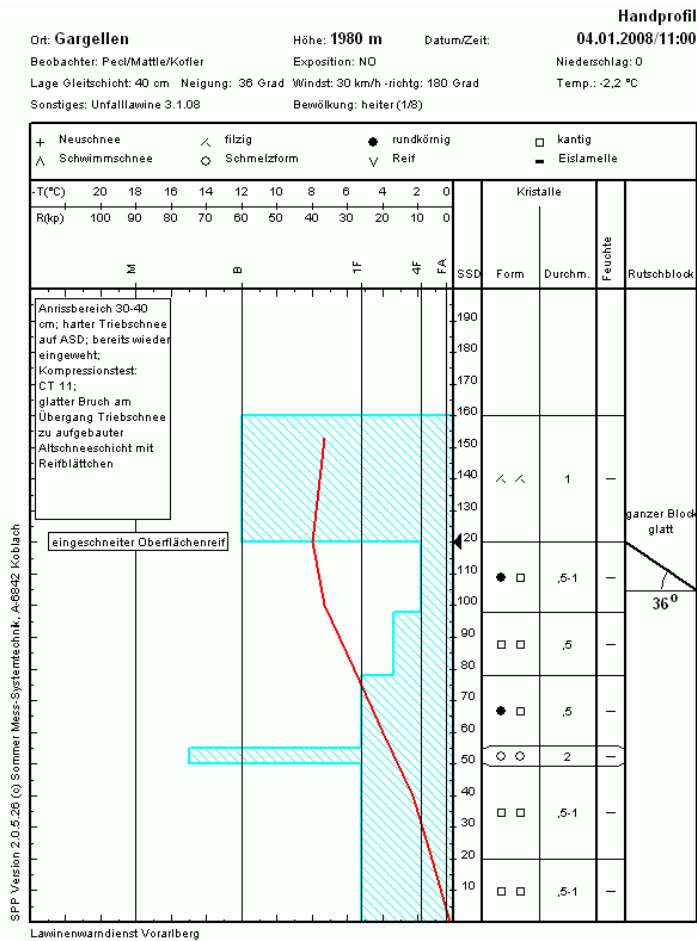 Handprofil
Ort: Gargellen Höhe: 1980 m Datum/Zeit: 04.01.2008/11:00
Beobachter: Pecl/Mattle/Kofler Exposition: NO Niederschlag: 0
Lage Gleitschicht: 40 cm Neigung: 36 Grad Windst: 30 km/h -richtg: 180 Grad Temp.: -2,2 °C
Sonstiges: Unfalllawine 3.1.08 Bewölkung: heiter (1/8)
+ Neuschnee filzig rundkörnig kantig
Schwimmschnee Schmelzform Reif Eislamelle
-T(°C) 20 18 16 14 12 10 8 6 4 2 0 Kristalle
R(kp) 100 90 80 70 60 50 40 30 20 10 0
M B 1F 4F FA SSD Form Durchm. Feuchte Rutschblock
Anrissbereich 30-40
cm; harter Triebschnee
auf ASD; bereits wieder
eingeweht;
Kompressionstest:
CT 11;
glatter Bruch am
Übergang Triebschnee
zu aufgebauter
Altschneeschicht mit
Reifblättchen
190
180
170
160
150
140 1 –
130
ganzer Block
glatt
eingeschneiter Oberflächenreif 120
110 ,5-1 –
100 36°
90
80 ,5 –
70
60 ,5 –
50 2 –
40
30 ,5-1 –
20
10 ,5-1 –
SPP Version 2.0.5.26 (c) Sommer Mess-Systemtechnik, A-6842 Koblach
Lawinenwarndienst Vorarlberg